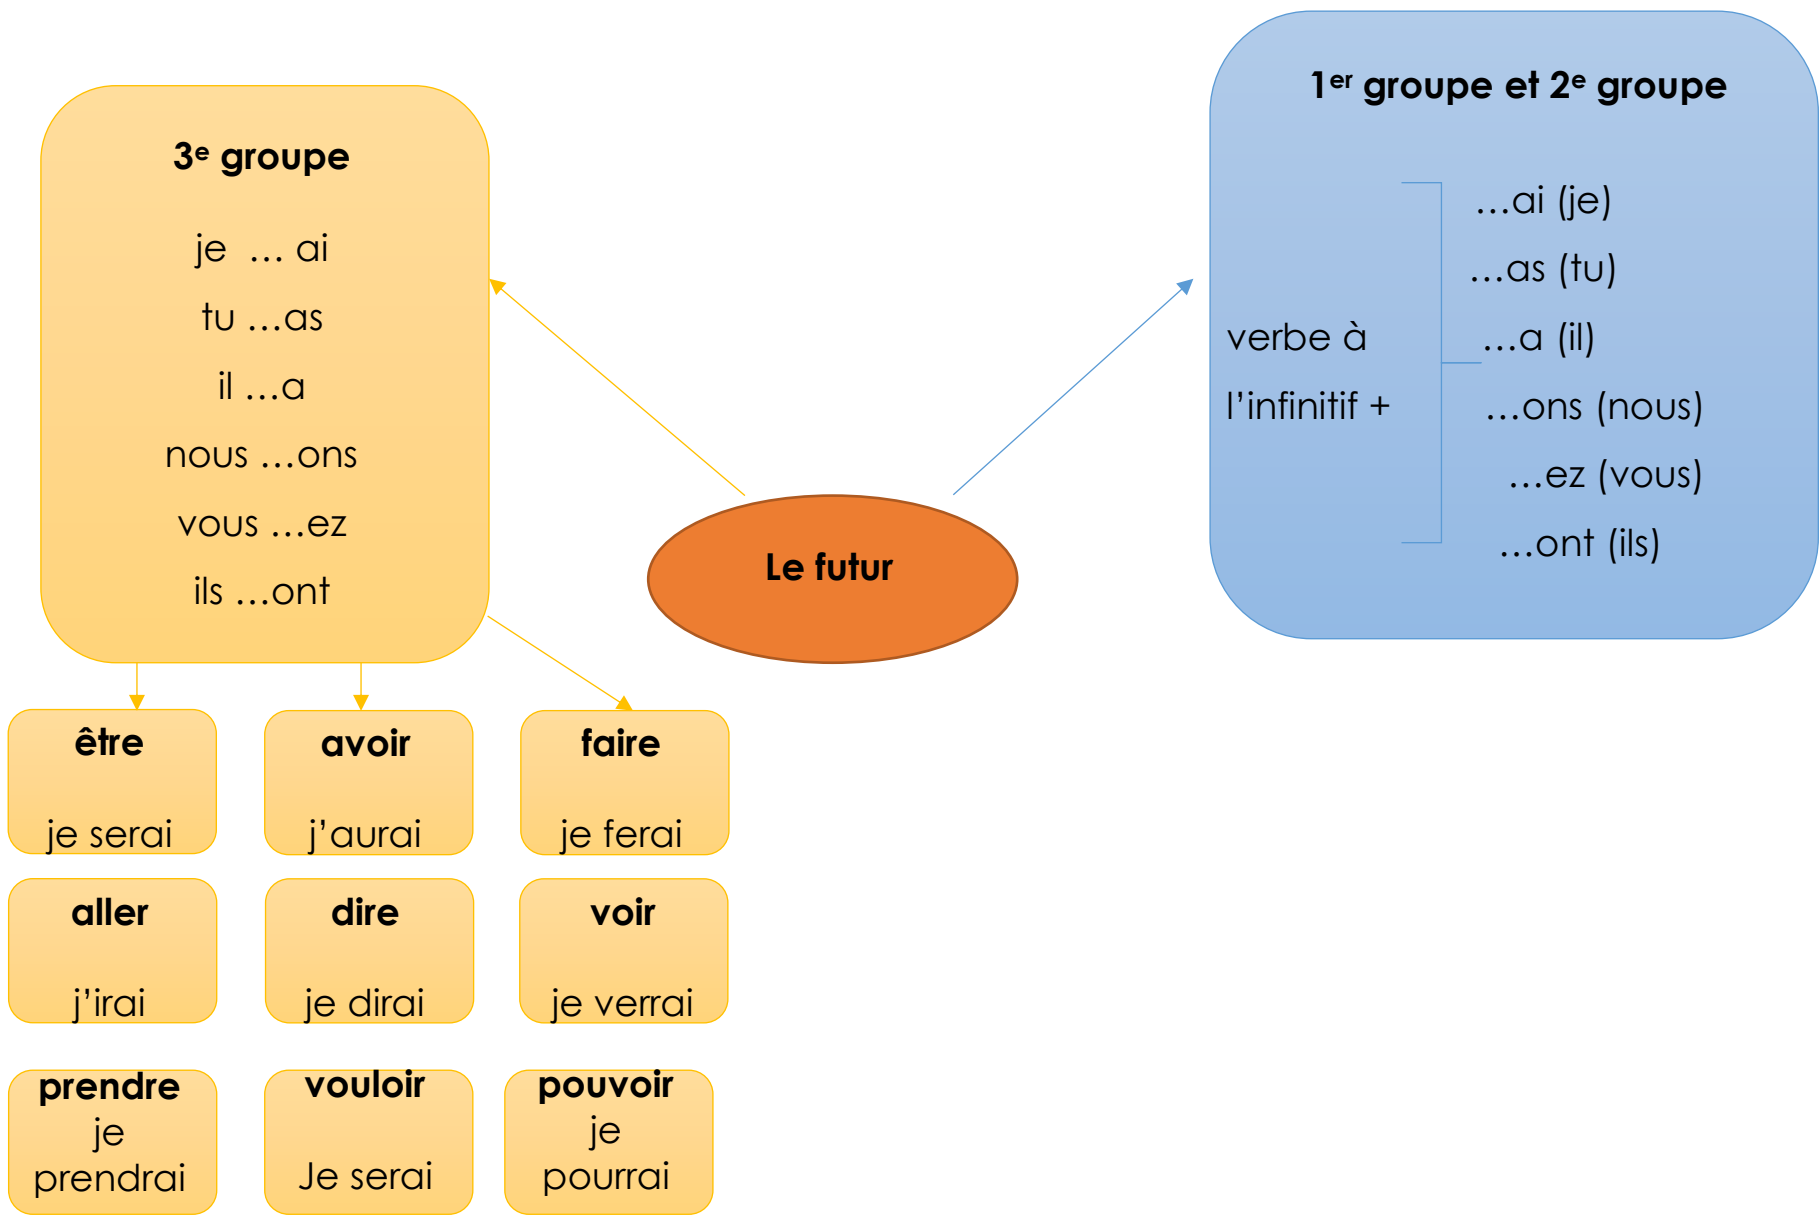 3e groupe
je … ai
tu …as
il …a
nous …ons
vous …ez
ils …ont
Le futur
1er groupe et 2e groupe
verbe à
l’infinitif +
…ai (je)
…as (tu)
…a (il)
…ons (nous)
…ez (vous)
…ont (ils)
être
je serai
avoir
j’aurai
faire
je ferai
aller
j’irai
dire
je dirai
voir
je verrai
prendre
je
prendrai
vouloir
Je serai
pouvoir
je
pourrai